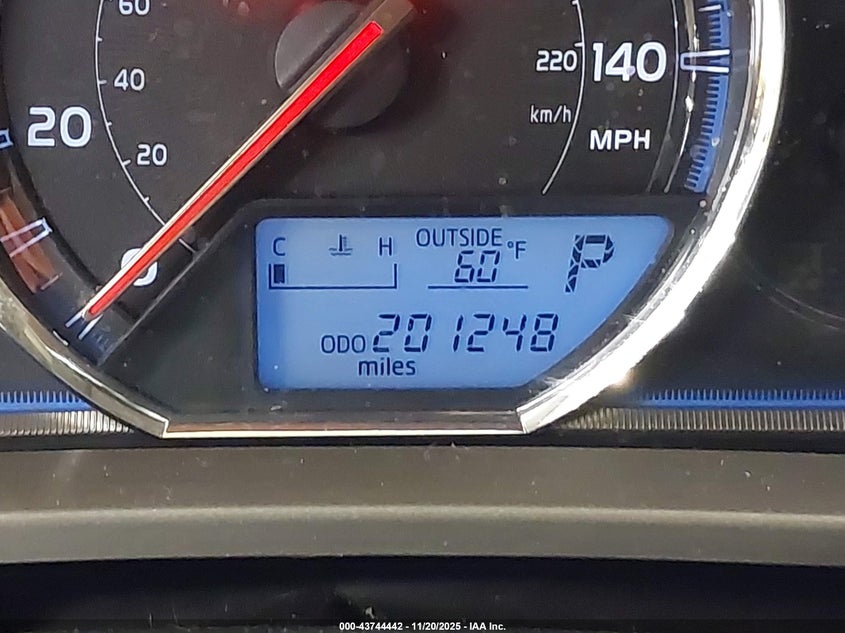 60
40
20
20
0
220
140
km/h
MPH
C H OUTSIDE °F
60
P
ODO 201248
miles
000-43744442 - 11/20/2025 - IAA Inc.